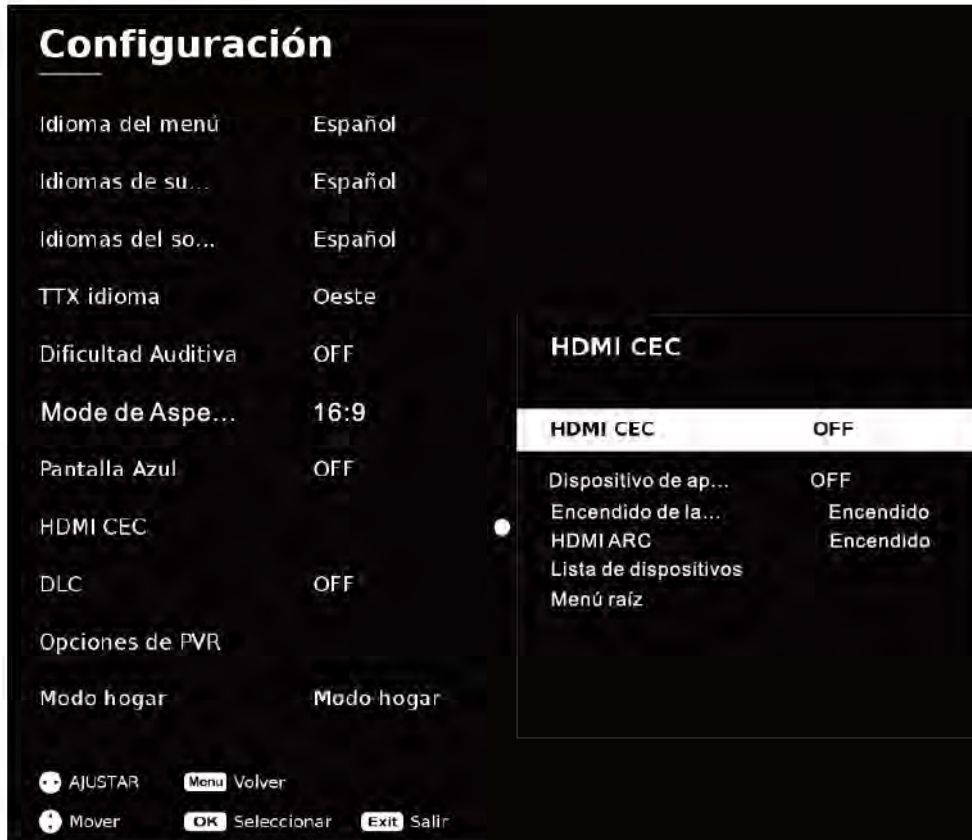 Configuración
Idioma del menú Español
Idiomas de su... Español
Idiomas del so... Español
TTX idioma Oeste
Dificultad Auditiva OFF
Mode de Aspe... 16:9
Pantalla Azul OFF
HDMI CEC
DLC OFF
Opciones de PVR
Modo hogar Modo hogar
AJUSTAR Menu Volver
Mover OK Seleccionar Exit Salir
HDMI CEC
HDMI CEC OFF
Dispositivo de ap... OFF
Encendido de la... Encendido
HDMI ARC Encendido
Lista de dispositivos
Menú raíz